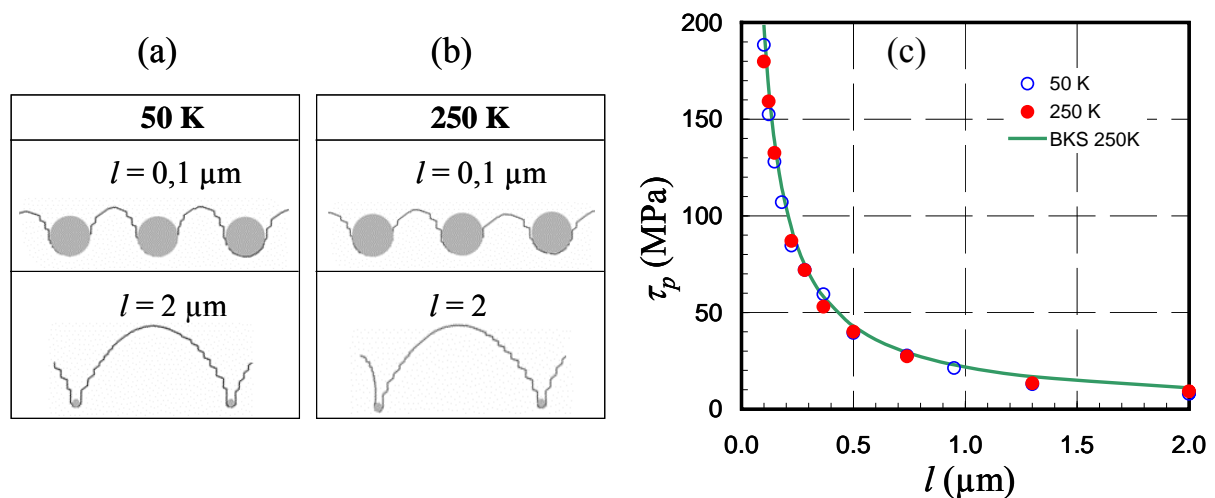 (a)
50 K
l = 0,1 µm
l = 2 µm
(b)
250 K
l = 0,1 µm
l = 2
(c)
50 K
250 K
BKS 250K
τp (MPa)
200
150
100
50
0
0.0 0.5 1.0 1.5 2.0
l (µm)